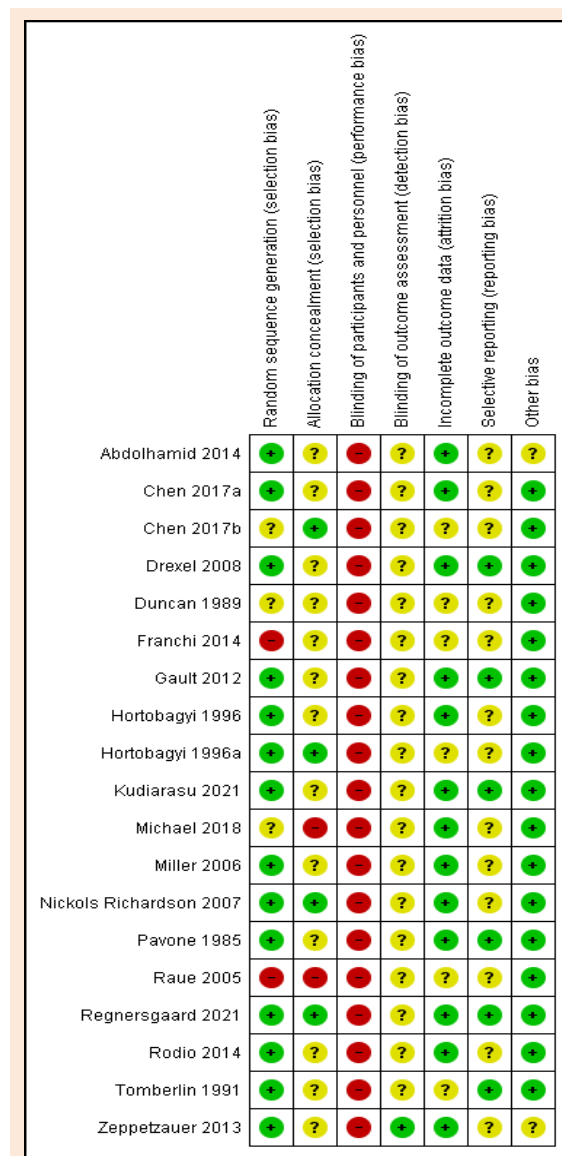 Random sequence generation (selection bias)
Allocation concealment (selection bias)
Blinding of participants and personnel (performance bias)
Blinding of outcome assessment (detection bias)
Incomplete outcome data (attrition bias)
Selective reporting (reporting bias)
Other bias
Abdolhamid 2014 + ? - ? + ? ?
Chen 2017a + ? - ? + ? +
Chen 2017b ? + - ? ? ? +
Drexel 2008 + ? - ? + + +
Duncan 1989 ? ? - ? ? ? +
Franchi 2014 - ? - ? ? ? +
Gault 2012 + ? - ? + + +
Hortobagyi 1996 + ? - ? + ? +
Hortobagyi 1996a + + - ? ? ? +
Kudiarasu 2021 + ? - ? + + +
Michael 2018 ? - - ? + ? +
Miller 2006 + ? - ? + ? +
Nickols Richardson 2007 + + - ? + ? +
Pavone 1985 + ? - ? + + +
Raue 2005 - - - ? ? ? +
Regnersgaard 2021 + + - ? + + +
Rodio 2014 + ? - ? + ? +
Tomberlin 1991 + ? - ? ? + +
Zeppetzauer 2013 + ? - + + ? ?